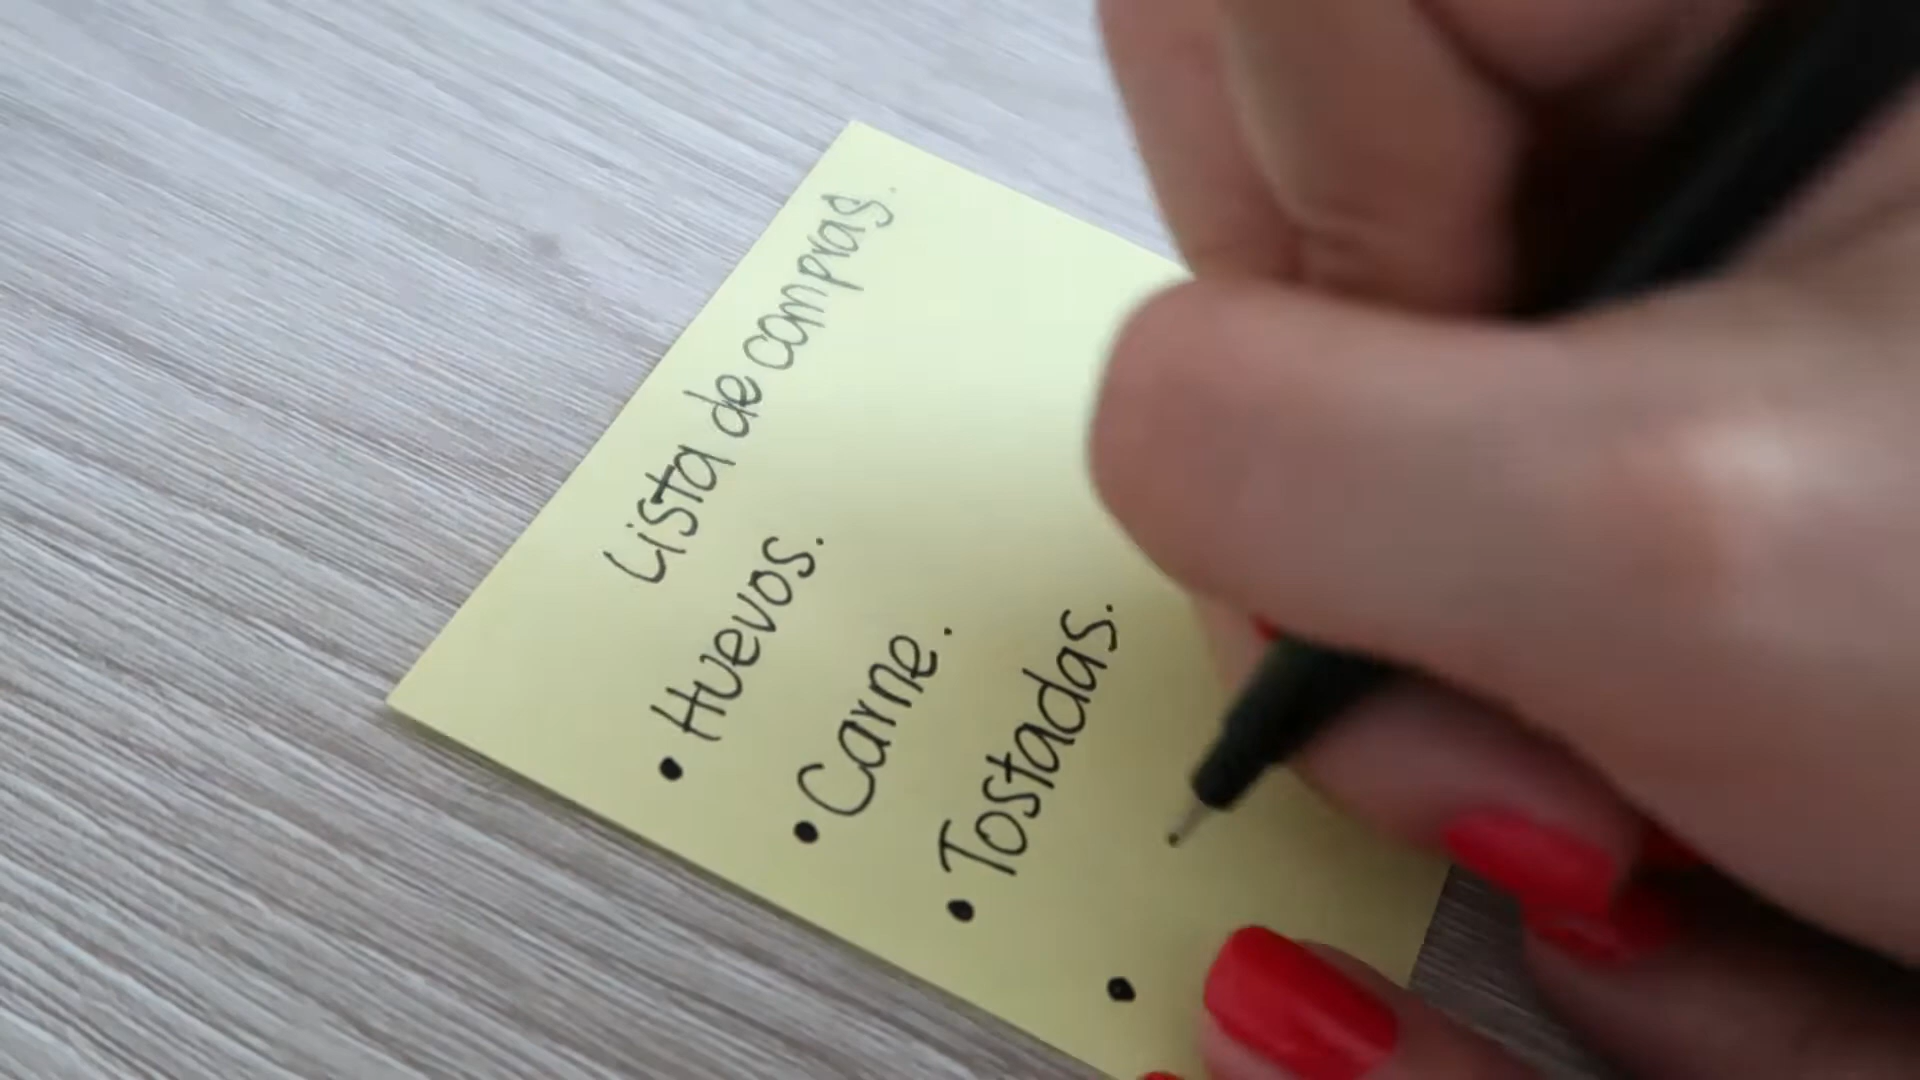 Lista de compras.
• Huevos.
• Carne.
• Tostadas.
•